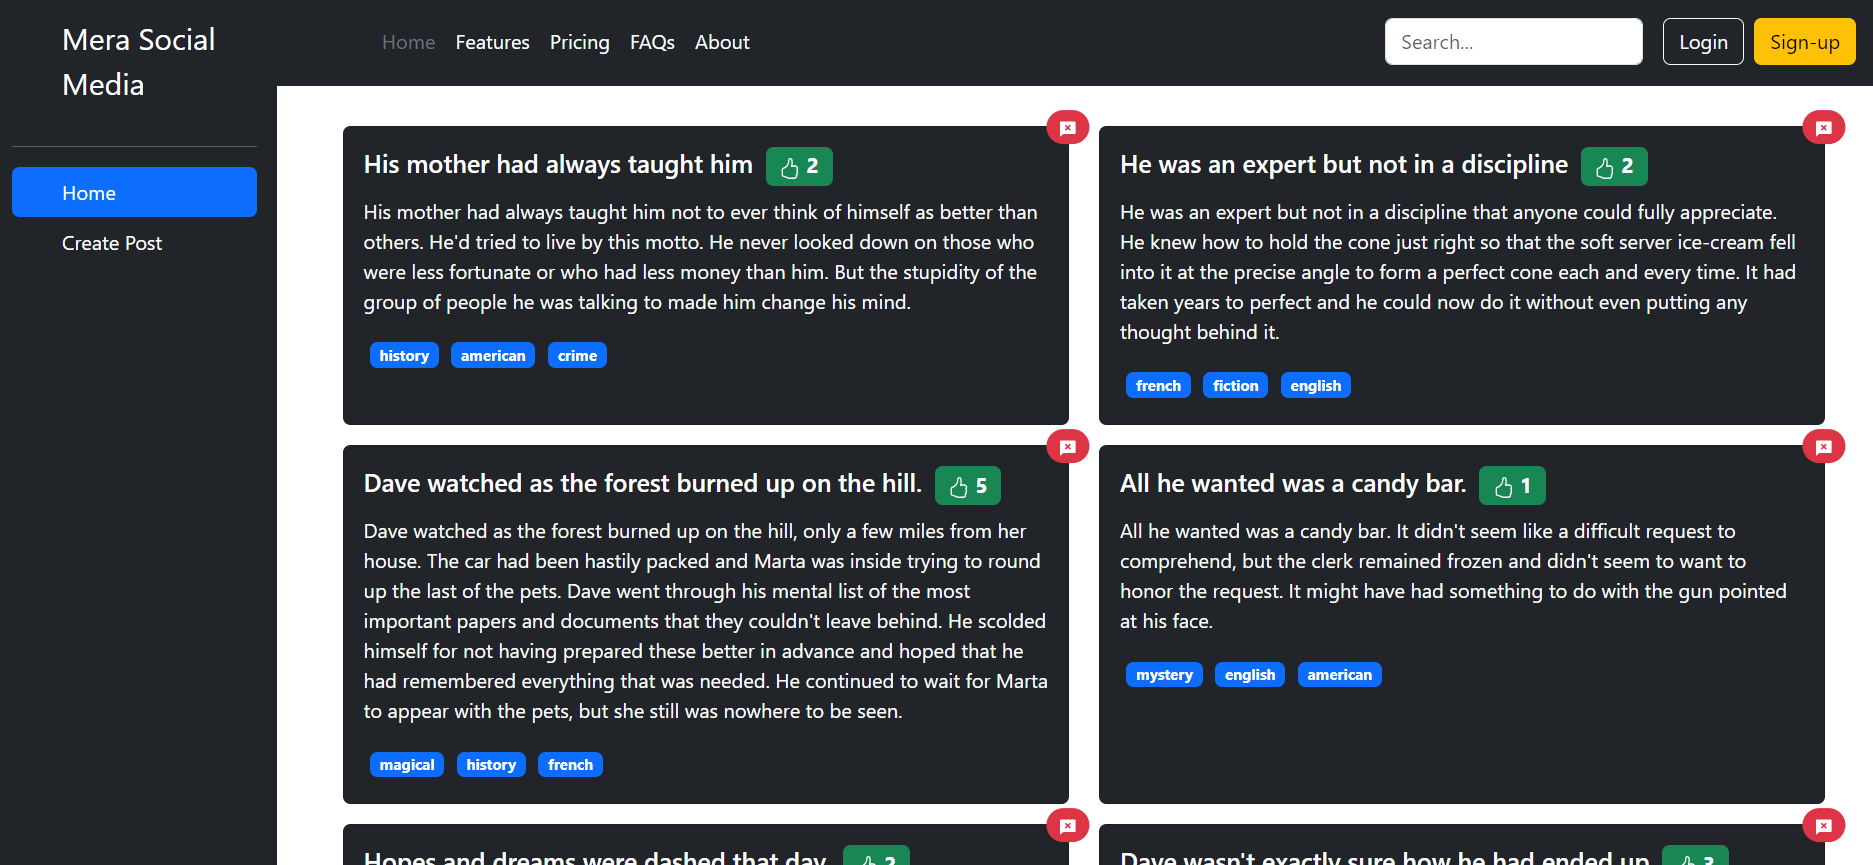 Mera Social
Media
Home
Create Post
Home Features Pricing FAQs About
Search...
Login
Sign-up
His mother had always taught him 2
His mother had always taught him not to ever think of himself as better than
others. He'd tried to live by this motto. He never looked down on those who
were less fortunate or who had less money than him. But the stupidity of the
group of people he was talking to made him change his mind.
history american crime
He was an expert but not in a discipline 2
He was an expert but not in a discipline that anyone could fully appreciate.
He knew how to hold the cone just right so that the soft server ice-cream fell
into it at the precise angle to form a perfect cone each and every time. It had
taken years to perfect and he could now do it without even putting any
thought behind it.
french fiction english
Dave watched as the forest burned up on the hill. 5
Dave watched as the forest burned up on the hill, only a few miles from her
house. The car had been hastily packed and Marta was inside trying to round
up the last of the pets. Dave went through his mental list of the most
important papers and documents that they couldn't leave behind. He scolded
himself for not having prepared these better in advance and hoped that he
had remembered everything that was needed. He continued to wait for Marta
to appear with the pets, but she still was nowhere to be seen.
magical history french
All he wanted was a candy bar. 1
All he wanted was a candy bar. It didn't seem like a difficult request to
comprehend, but the clerk remained frozen and didn't seem to want to
honor the request. It might have had something to do with the gun pointed
at his face.
mystery english american
Hopes and dreams were dashed that day. 2
Dave wasn't exactly sure how he had ended up 3